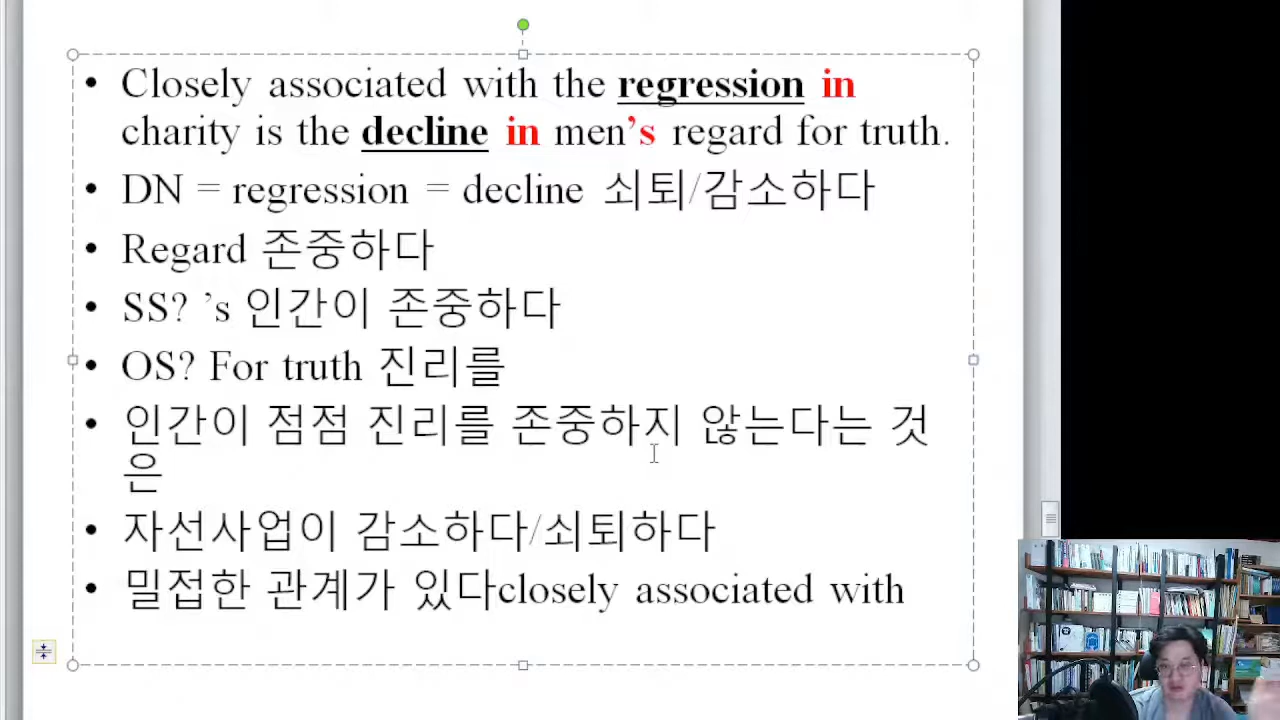 • Closely associated with the regression in
charity is the decline in men’s regard for truth.
• DN = regression = decline 쇠퇴/감소하다
• Regard 존중하다
• SS? ’s 인간이 존중하다
• OS? For truth 진리를
• 인간이 점점 진리를 존중하지 않는다는 것
은
• 자선사업이 감소하다/쇠퇴하다
• 밀접한 관계가 있다closely associated with